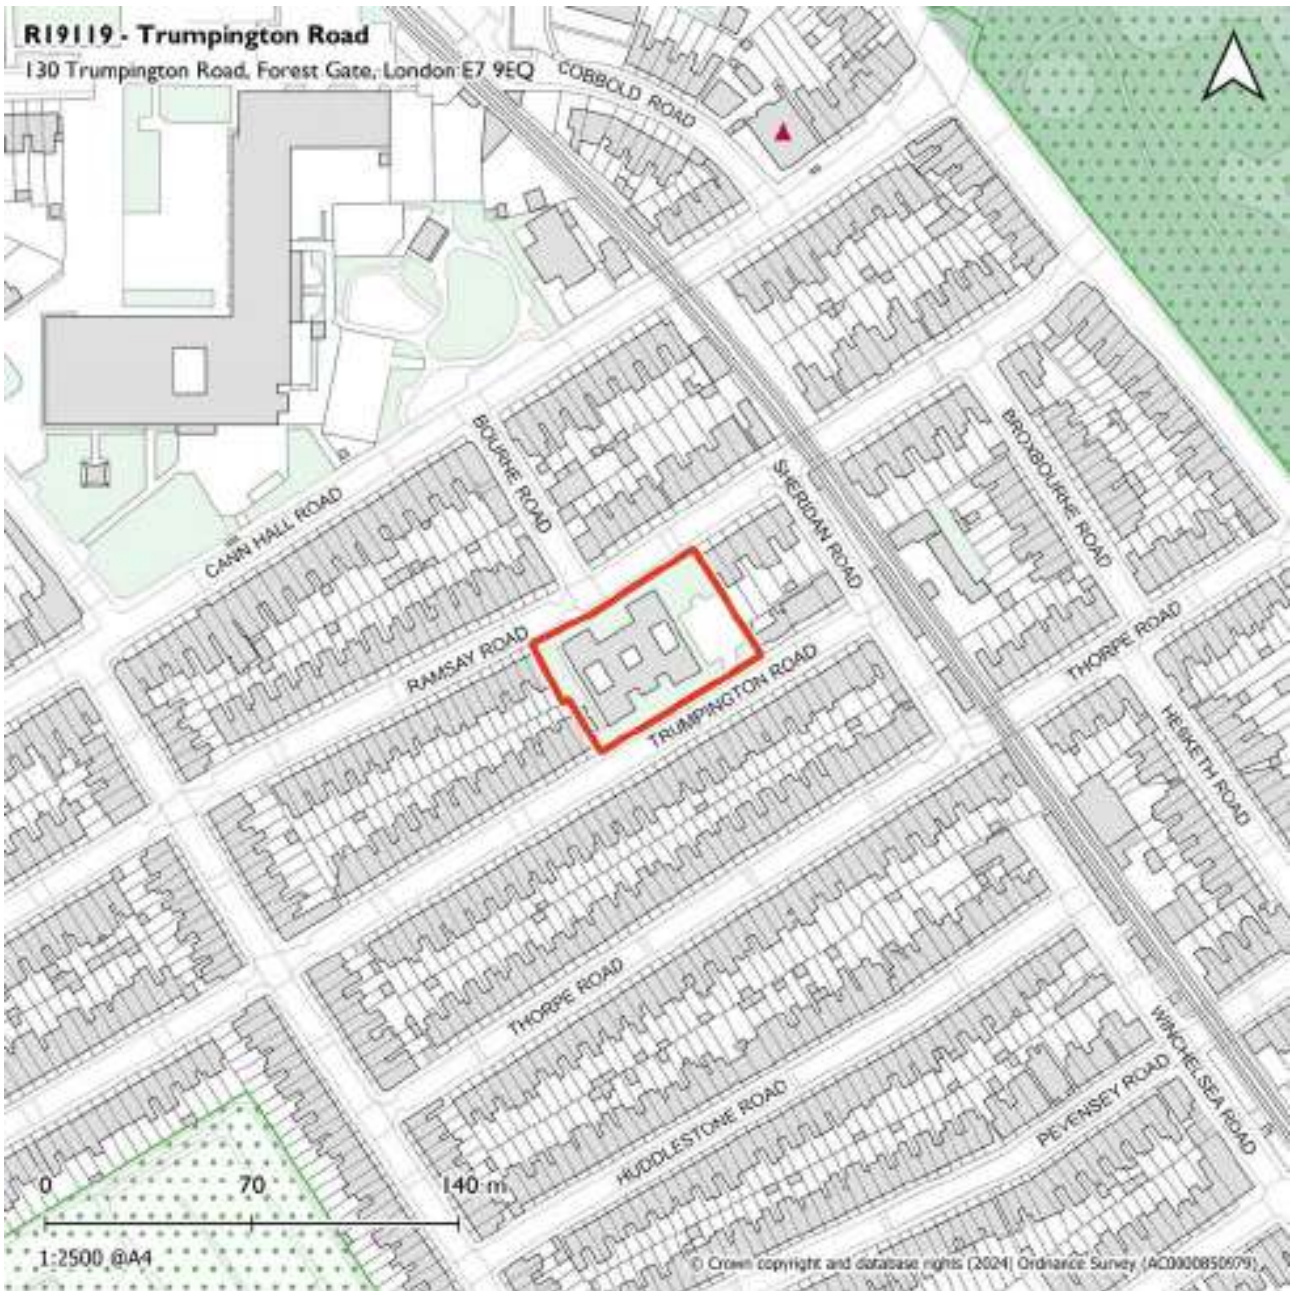 R19119 - Trumpington Road
130 Trumpington Road, Forest Gate, London E7 9EQ
COBBOLD ROAD
BOURNE ROAD
SHERIDAN ROAD
BROXBOURNE ROAD
CANN HALL ROAD
RAMSAY ROAD
TRUMPINGTON ROAD
THORPE ROAD
HESKETH ROAD
THORPE ROAD
WINCHELSEA ROAD
HUDDLESTONE ROAD
PEVENSEY ROAD
0 70 140 m
1:2500 @A4
© Crown copyright and database rights (2024) Ordnance Survey (AC0000850979)